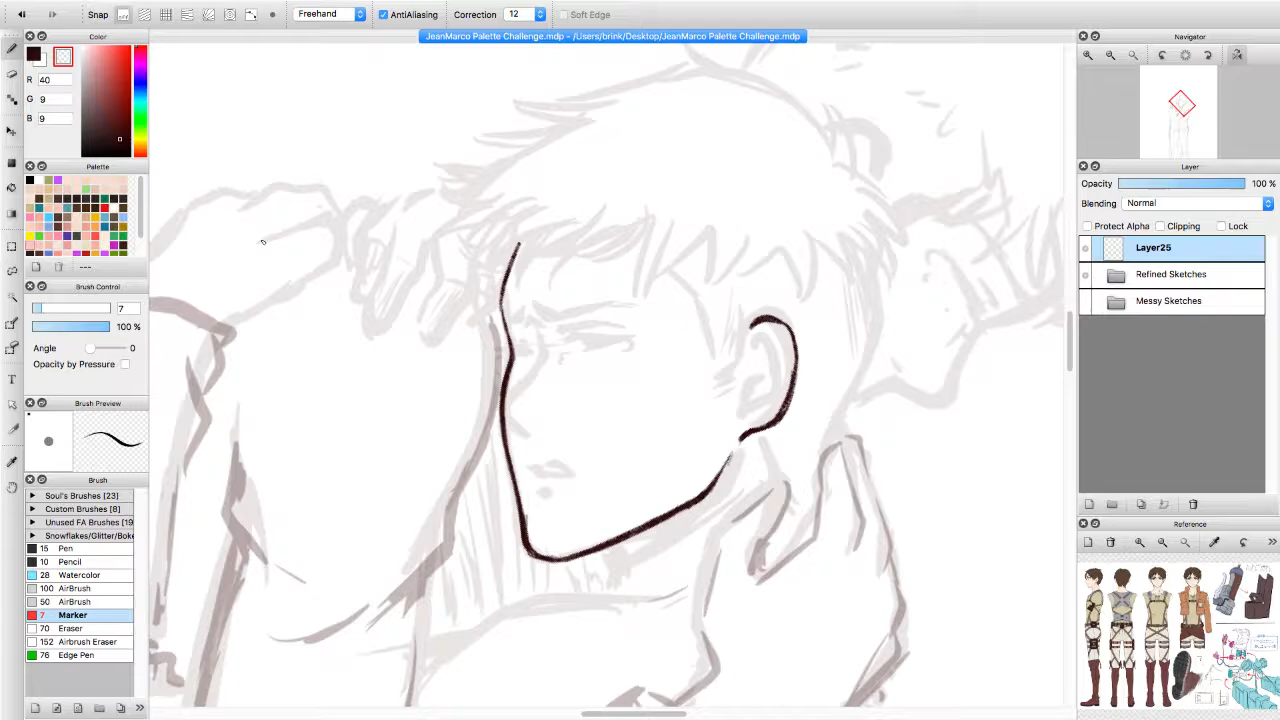 Snap Freehand AntiAliasing Correction 12 Soft Edge
JeanMarco Palette Challenge.mdp - /Users/brink/Desktop/JeanMarco Palette Challenge.mdp
Color
R 40
G 9
B 9
Palette
Brush Control
7
100 %
Angle 0
Opacity by Pressure
Brush Preview
Brush
Soul's Brushes [23]
Custom Brushes [8]
Unused FA Brushes [19
Snowflakes/Glitter/Boke
15 Pen
10 Pencil
28 Watercolor
100 AirBrush
50 AirBrush
7 Marker
70 Eraser
152 Airbrush Eraser
76 Edge Pen
Navigator
Layer
Opacity 100 %
Blending Normal
Protect Alpha Clipping Lock
Layer25
Refined Sketches
Messy Sketches
Reference